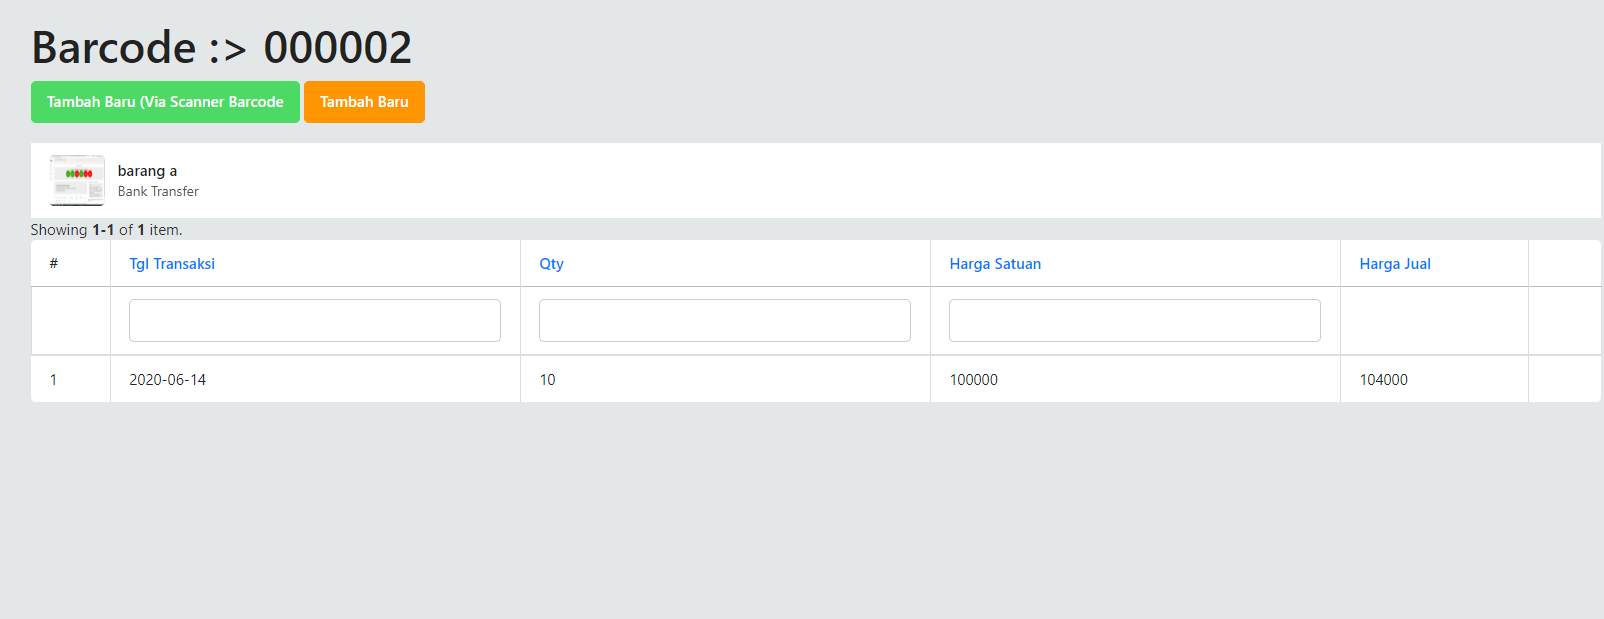 Barcode :> 000002
Tambah Baru (Via Scanner Barcode
Tambah Baru
barang a
Bank Transfer
Showing 1-1 of 1 item.
# Tgl Transaksi Qty Harga Satuan Harga Jual
1 2020-06-14 10 100000 104000